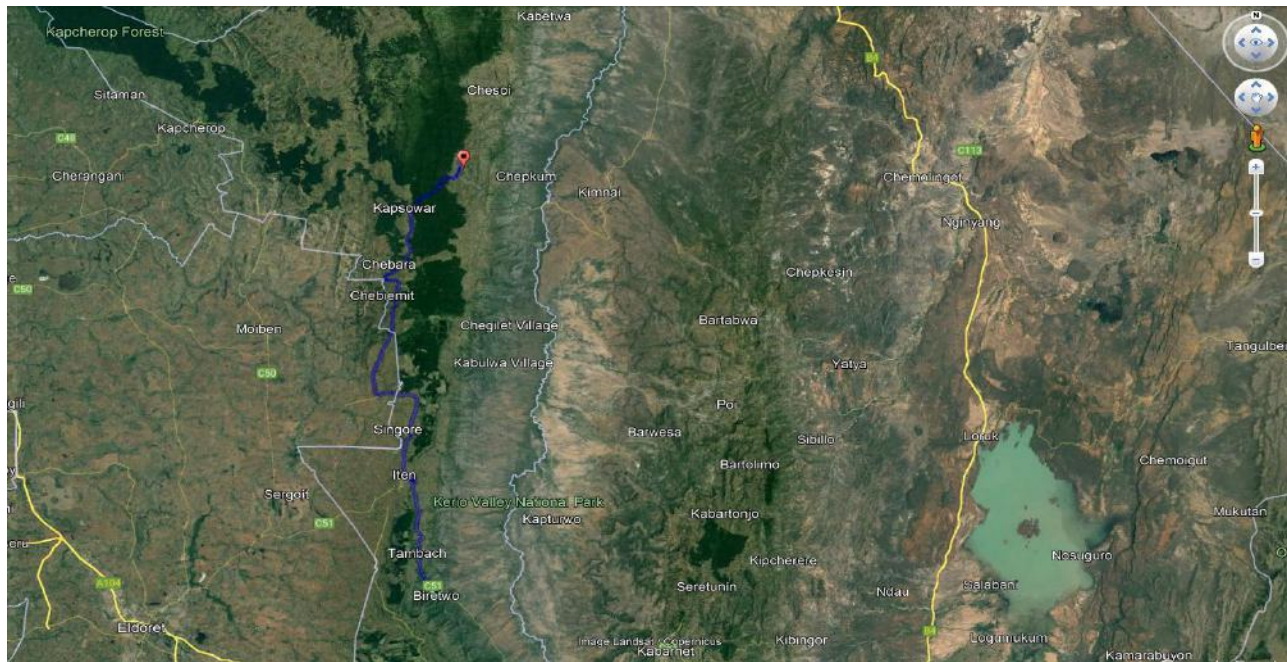 Kabetwa
N
Kapcherop Forest
B4
Sitaman
Chesoi
Kapcherop
C48
C113
Cherangani
Chepkum
Chemolingot
Kimnai
Kapsowar
Nginyang
Chebara
Chepkesin
C50
Chebiemit
Moiben
Chegilet Village
Bartabwa
Kabulwa Village
Yatya
C50
Po
Singore
Barwesa
Sibillo
Loruk
Bartolimo
Chemoigut
Iten
Sergoit
Kerio Valley National Park
Kapturwo
Kabartonjo
Mukutan
C51
Tambach
Kipcherere
Nosuguro
A104
C51
Seretunin
Salabani
Biretwo
Ndau
Eldoret
Image Landsat / Copernicus
Kibingor
B4
Logumukum
Kabarnet
Kamarabuyon